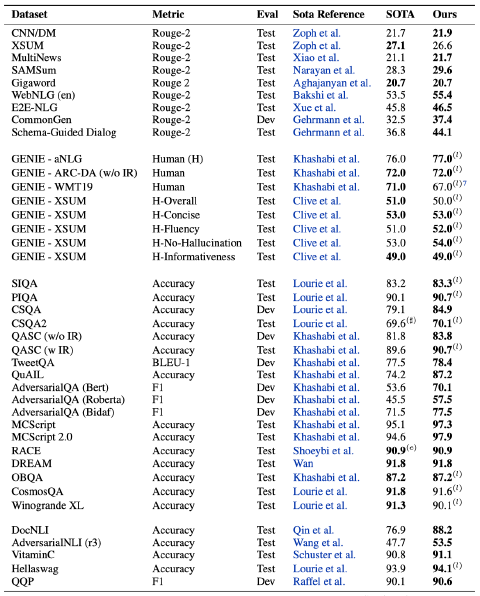 Dataset Metric Eval Sota Reference SOTA Ours
CNN/DM Rouge-2 Test Zoph et al. 21.7 21.9
XSUM Rouge-2 Test Zoph et al. 27.1 26.6
MultiNews Rouge-2 Test Xiao et al. 21.1 21.7
SAMSum Rouge-2 Test Narayan et al. 28.3 29.6
Gigaword Rouge-2 Test Aghajanyan et al. 20.7 20.7
WebNLG (en) Rouge-2 Test Bakshi et al. 53.5 55.4
E2E-NLG Rouge-2 Test Xue et al. 45.8 46.5
CommonGen Rouge-2 Dev Gehrmann et al. 32.5 37.4
Schema-Guided Dialog Rouge-2 Test Gehrmann et al. 36.8 44.1
GENIE - aNLG Human (H) Test Khashabi et al. 76.0 77.0(l)
GENIE - ARC-DA (w/o IR) Human Test Khashabi et al. 72.0 72.0(l)
GENIE - WMT19 Human Test Khashabi et al. 71.0 67.0(l)7
GENIE - XSUM H-Overall Test Clive et al. 51.0 50.0(l)
GENIE - XSUM H-Concise Test Clive et al. 53.0 53.0(l)
GENIE - XSUM H-Fluency Test Clive et al. 51.0 52.0(l)
GENIE - XSUM H-No-Hallucination Test Clive et al. 53.0 54.0(l)
GENIE - XSUM H-Informativeness Test Clive et al. 49.0 49.0(l)
SIQA Accuracy Test Lourie et al. 83.2 83.3(l)
PIQA Accuracy Test Lourie et al. 90.1 90.7(l)
CSQA Accuracy Dev Lourie et al. 79.1 84.9
CSQA2 Accuracy Test Lourie et al. 69.6(‡) 70.1(l)
QASC (w/o IR) Accuracy Dev Khashabi et al. 81.8 83.8
QASC (w IR) Accuracy Test Khashabi et al. 89.6 90.7(l)
TweetQA BLEU-1 Dev Khashabi et al. 77.5 78.4
QuAIL Accuracy Test Khashabi et al. 74.2 87.2
AdversarialQA (Bert) F1 Dev Khashabi et al. 53.6 70.1
AdversarialQA (Roberta) F1 Dev Khashabi et al. 45.5 57.5
AdversarialQA (Bidaf) F1 Dev Khashabi et al. 71.5 77.5
MCScript Accuracy Test Khashabi et al. 95.1 97.3
MCScript 2.0 Accuracy Test Khashabi et al. 94.6 97.9
RACE Accuracy Test Shoeybi et al. 90.9(e) 90.9
DREAM Accuracy Test Wan 91.8 91.8
OBQA Accuracy Test Khashabi et al. 87.2 87.2(l)
CosmosQA Accuracy Test Lourie et al. 91.8 91.6(l)
Winogrande XL Accuracy Test Lourie et al. 91.3 90.1(l)
DocNLI Accuracy Test Qin et al. 76.9 88.2
AdversarialNLI (r3) Accuracy Test Wang et al. 47.7 53.5
VitaminC Accuracy Test Schuster et al. 90.8 91.1
Hellaswag Accuracy Test Lourie et al. 93.9 94.1(l)
QQP F1 Dev Raffel et al. 90.1 90.6